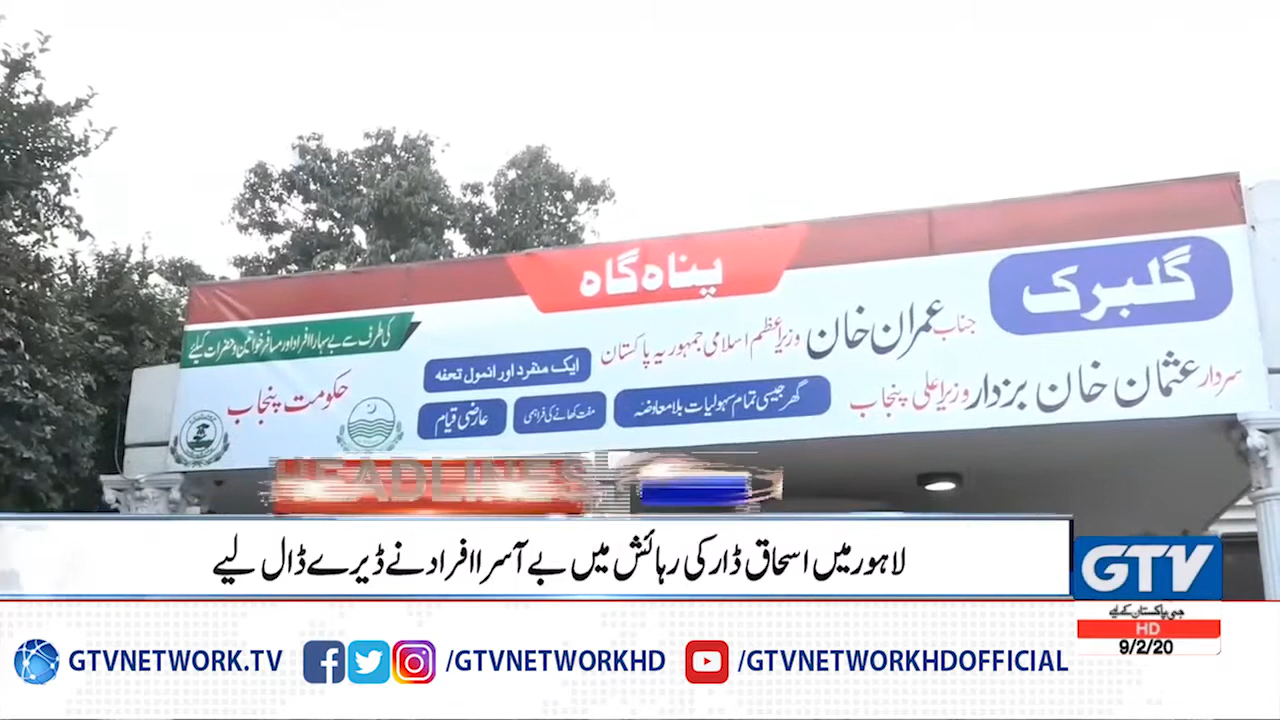 پناہ گاہ
گلبرک
جناب عمران خان وزیراعظم اسلامی جمہوریہ پاکستان
سردار عثمان خان بزدار وزیراعلی پنجاب
کی طرف سے بے سہارا افراد اور مسافر خواتین و حضرات کیلئے
ایک منفرد اور انمول تحفہ
گھر جیسی تمام سہولیات بلامعاوضہ
مفت کھانے کی فراہمی
عارضی قیام
حکومت پنجاب
HEADLINES
لاہور میں اسحاق ڈار کی رہائش میں بے آسرا افراد نے ڈیرے ڈال لیے
GTV
جی پاکستان کے لیے
HD
9/2/20
GTVNETWORK.TV
/GTVNETWORKHD
/GTVNETWORKHDOFFICIAL